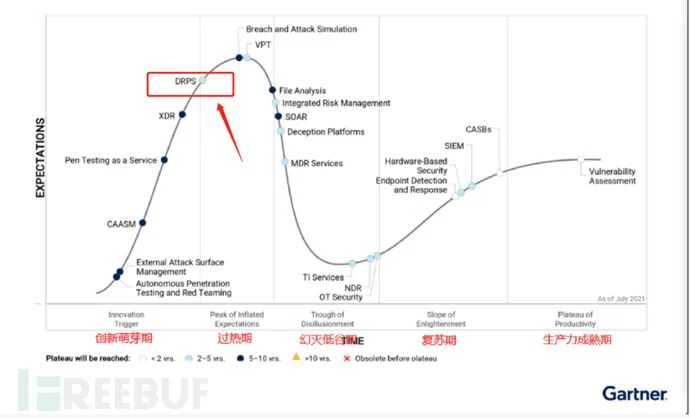 Breach and Attack Simulation
VPT
DRPS
File Analysis
Integrated Risk Management
SOAR
Deception Platforms
XDR
MDR Services
Pen Testing as a Service
CAASM
External Attack Surface
Management
Autonomous Penetration
Testing and Red Teaming
TI Services
NDR
OT Security
Hardware-Based
Security
Endpoint Detection
and Response
SIEM
CASBs
Vulnerability
Assessment
EXPECTATIONS
As of July 2021
Innovation
Trigger
创新萌芽期
Peak of Inflated
Expectations
过热期
Trough of
Disillusionment
幻灭低谷期
Slope of
Enlightenment
复苏期
Plateau of
Productivity
生产力成熟期
TIME
Plateau will be reached:
< 2 yrs.
2–5 yrs.
5–10 yrs.
>10 yrs.
Obsolete before plateau
FREEBUF
Gartner